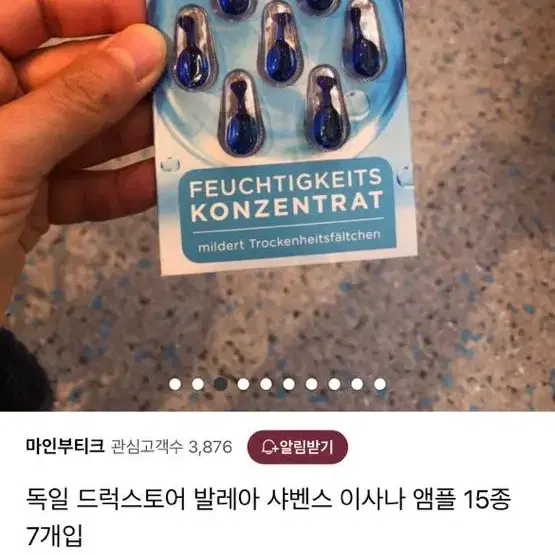 FEUCHTIGKEITS
KONZENTRAT
mildert Trockenheitsfältchen
마인부티크 관심고객수 3,876 알림받기
독일 드럭스토어 발레아 샤벤스 이사나 앰플 15종
7개입